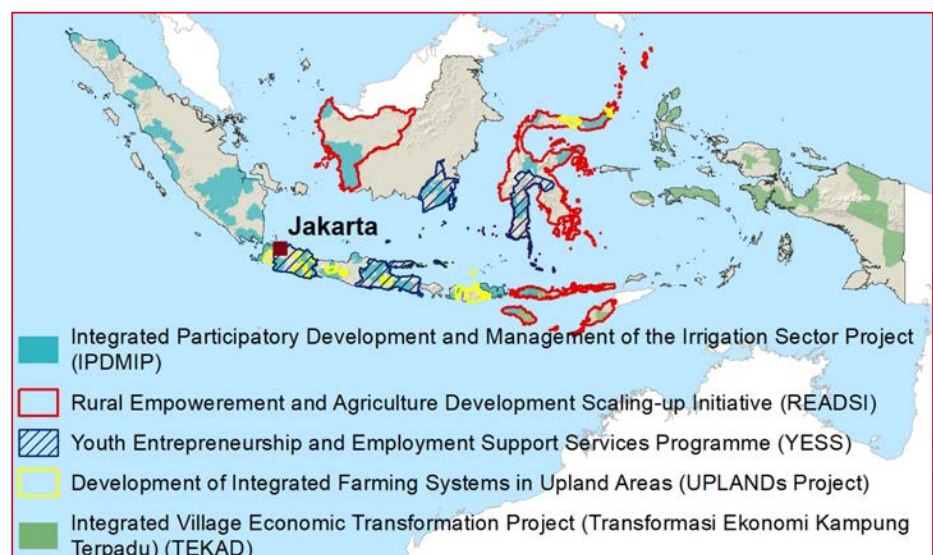 Jakarta
Integrated Participatory Development and Management of the Irrigation Sector Project
(IPDMIP)
Rural Empowerement and Agriculture Development Scaling-up Initiative (READSI)
Youth Entrepreneurship and Employment Support Services Programme (YESS)
Development of Integrated Farming Systems in Upland Areas (UPLANDs Project)
Integrated Village Economic Transformation Project (Transformasi Ekonomi Kampung
Terpadu) (TEKAD)